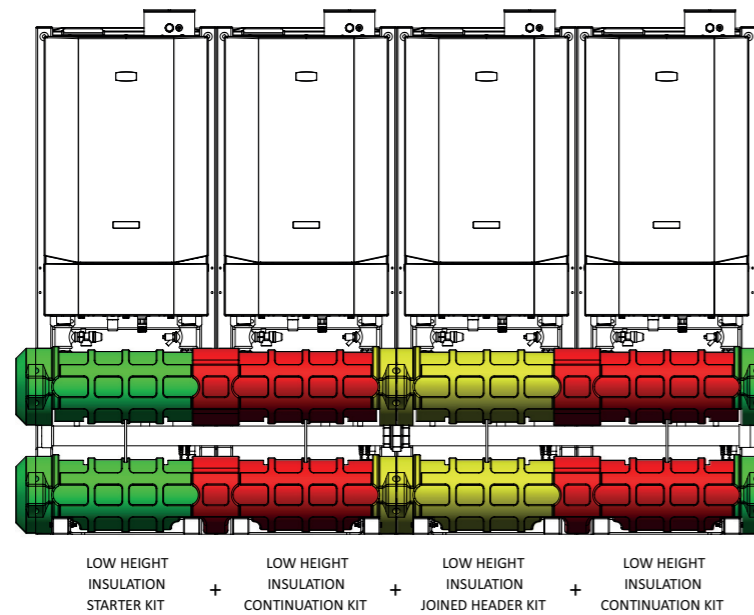 LOW HEIGHT
INSULATION
STARTER KIT
+
LOW HEIGHT
INSULATION
CONTINUATION KIT
+
LOW HEIGHT
INSULATION
JOINED HEADER KIT
+
LOW HEIGHT
INSULATION
CONTINUATION KIT